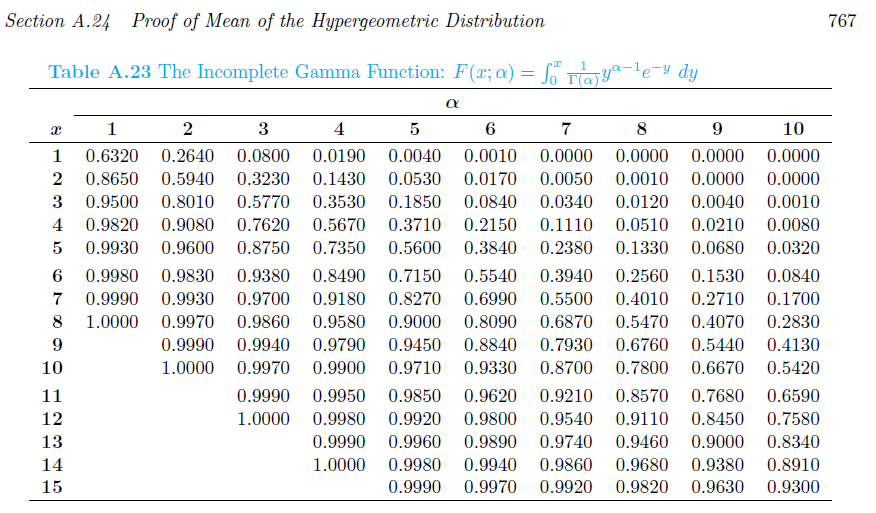 Section A.24 Proof of Mean of the Hypergeometric Distribution 767
Table A.23 The Incomplete Gamma Function: F(x; α) = ∫₀ˣ 1/Γ(α) y^(α−1) e^(−y) dy
α
x 1 2 3 4 5 6 7 8 9 10
1 0.6320 0.2640 0.0800 0.0190 0.0040 0.0010 0.0000 0.0000 0.0000 0.0000
2 0.8650 0.5940 0.3230 0.1430 0.0530 0.0170 0.0050 0.0010 0.0000 0.0000
3 0.9500 0.8010 0.5770 0.3530 0.1850 0.0840 0.0340 0.0120 0.0040 0.0010
4 0.9820 0.9080 0.7620 0.5670 0.3710 0.2150 0.1110 0.0510 0.0210 0.0080
5 0.9930 0.9600 0.8750 0.7350 0.5600 0.3840 0.2380 0.1330 0.0680 0.0320
6 0.9980 0.9830 0.9380 0.8490 0.7150 0.5540 0.3940 0.2560 0.1530 0.0840
7 0.9990 0.9930 0.9700 0.9180 0.8270 0.6990 0.5500 0.4010 0.2710 0.1700
8 1.0000 0.9970 0.9860 0.9580 0.9000 0.8090 0.6870 0.5470 0.4070 0.2830
9 0.9990 0.9940 0.9790 0.9450 0.8840 0.7930 0.6760 0.5440 0.4130
10 1.0000 0.9970 0.9900 0.9710 0.9330 0.8700 0.7800 0.6670 0.5420
11 0.9990 0.9950 0.9850 0.9620 0.9210 0.8570 0.7680 0.6590
12 1.0000 0.9980 0.9920 0.9800 0.9540 0.9110 0.8450 0.7580
13 0.9990 0.9960 0.9890 0.9740 0.9460 0.9000 0.8340
14 1.0000 0.9980 0.9940 0.9860 0.9680 0.9380 0.8910
15 0.9990 0.9970 0.9920 0.9820 0.9630 0.9300